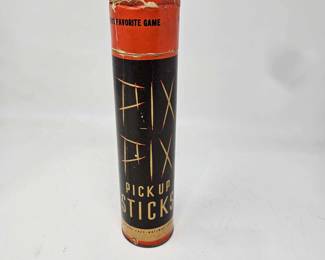 FAVORITE GAME
PIX
PIX
PICK UP
STICKS